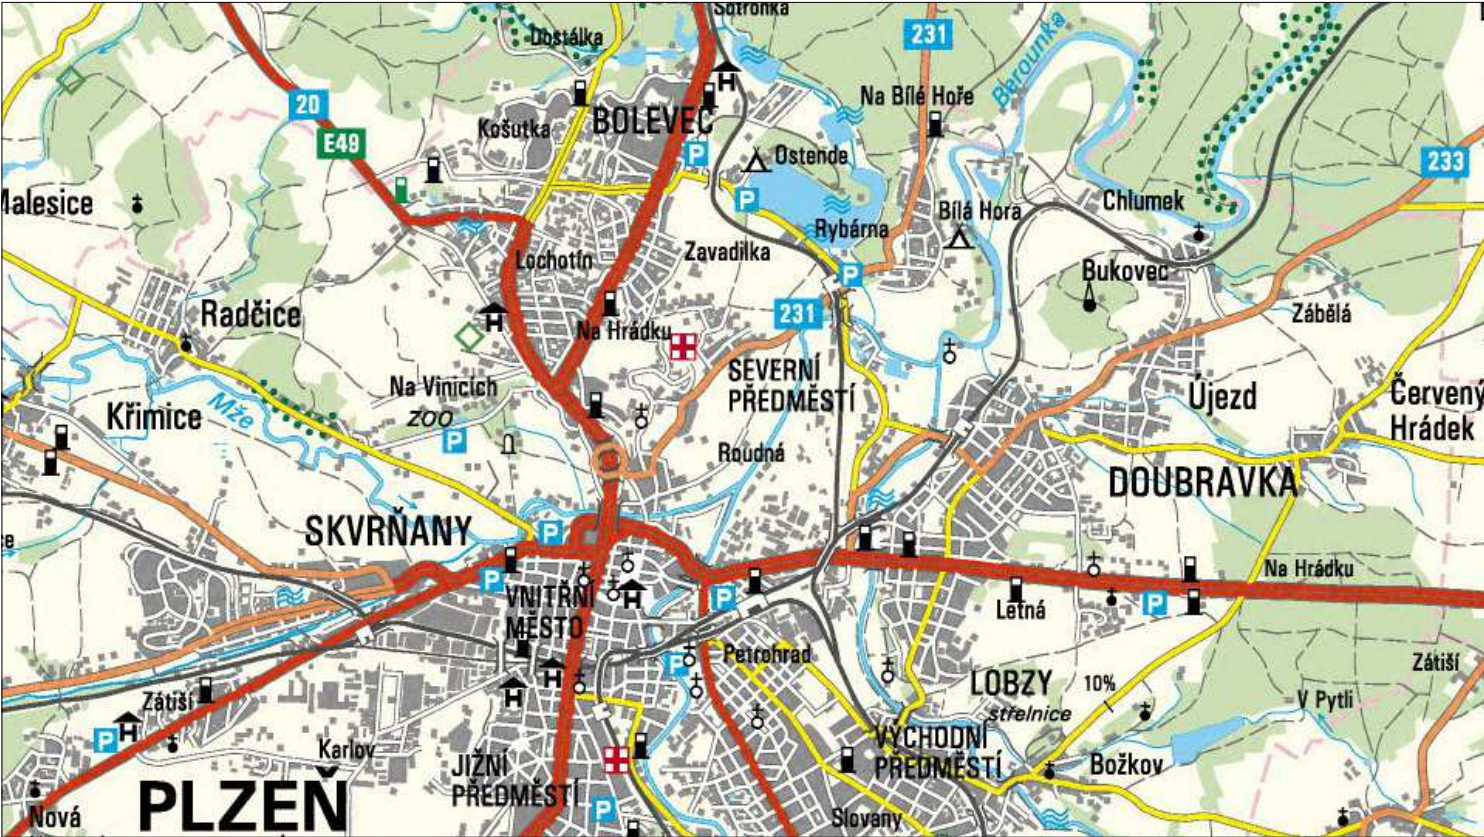 Sotronka
Dostálka
231
Berounka
20
Na Bílé Hoře
Košutka
BOLEVEC
E49
P
Ostende
233
Malesice
P
Chlumek
Bílá Hora
Rybárna
Zavadilka
Lochotín
P
Bukovec
Radčice
H
231
Zábělá
Na Hrádku
SEVERNÍ
PŘEDMĚSTÍ
Na Vinicích
ZOO
P
Mže
Křimice
Újezd
Červený
Hrádek
Roudná
DOUBRAVKA
SKVRŇANY
P
P
Na Hrádku
VNITŘNÍ
MĚSTO
H
P
Letná
P
Petrohrad
P
Zátiší
LOBZY
10%
střelnice
V Pytli
Zátiší
H
H
P
H
Karlov
VÝCHODNÍ
PŘEDMĚSTÍ
Božkov
JIŽNÍ
PŘEDMĚSTÍ
PLZEŇ
P
Nová
Slovany